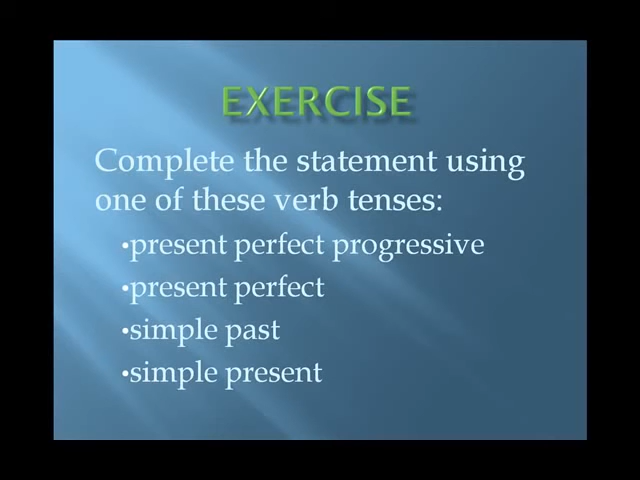 EXERCISE
Complete the statement using
one of these verb tenses:
•present perfect progressive
•present perfect
•simple past
•simple present